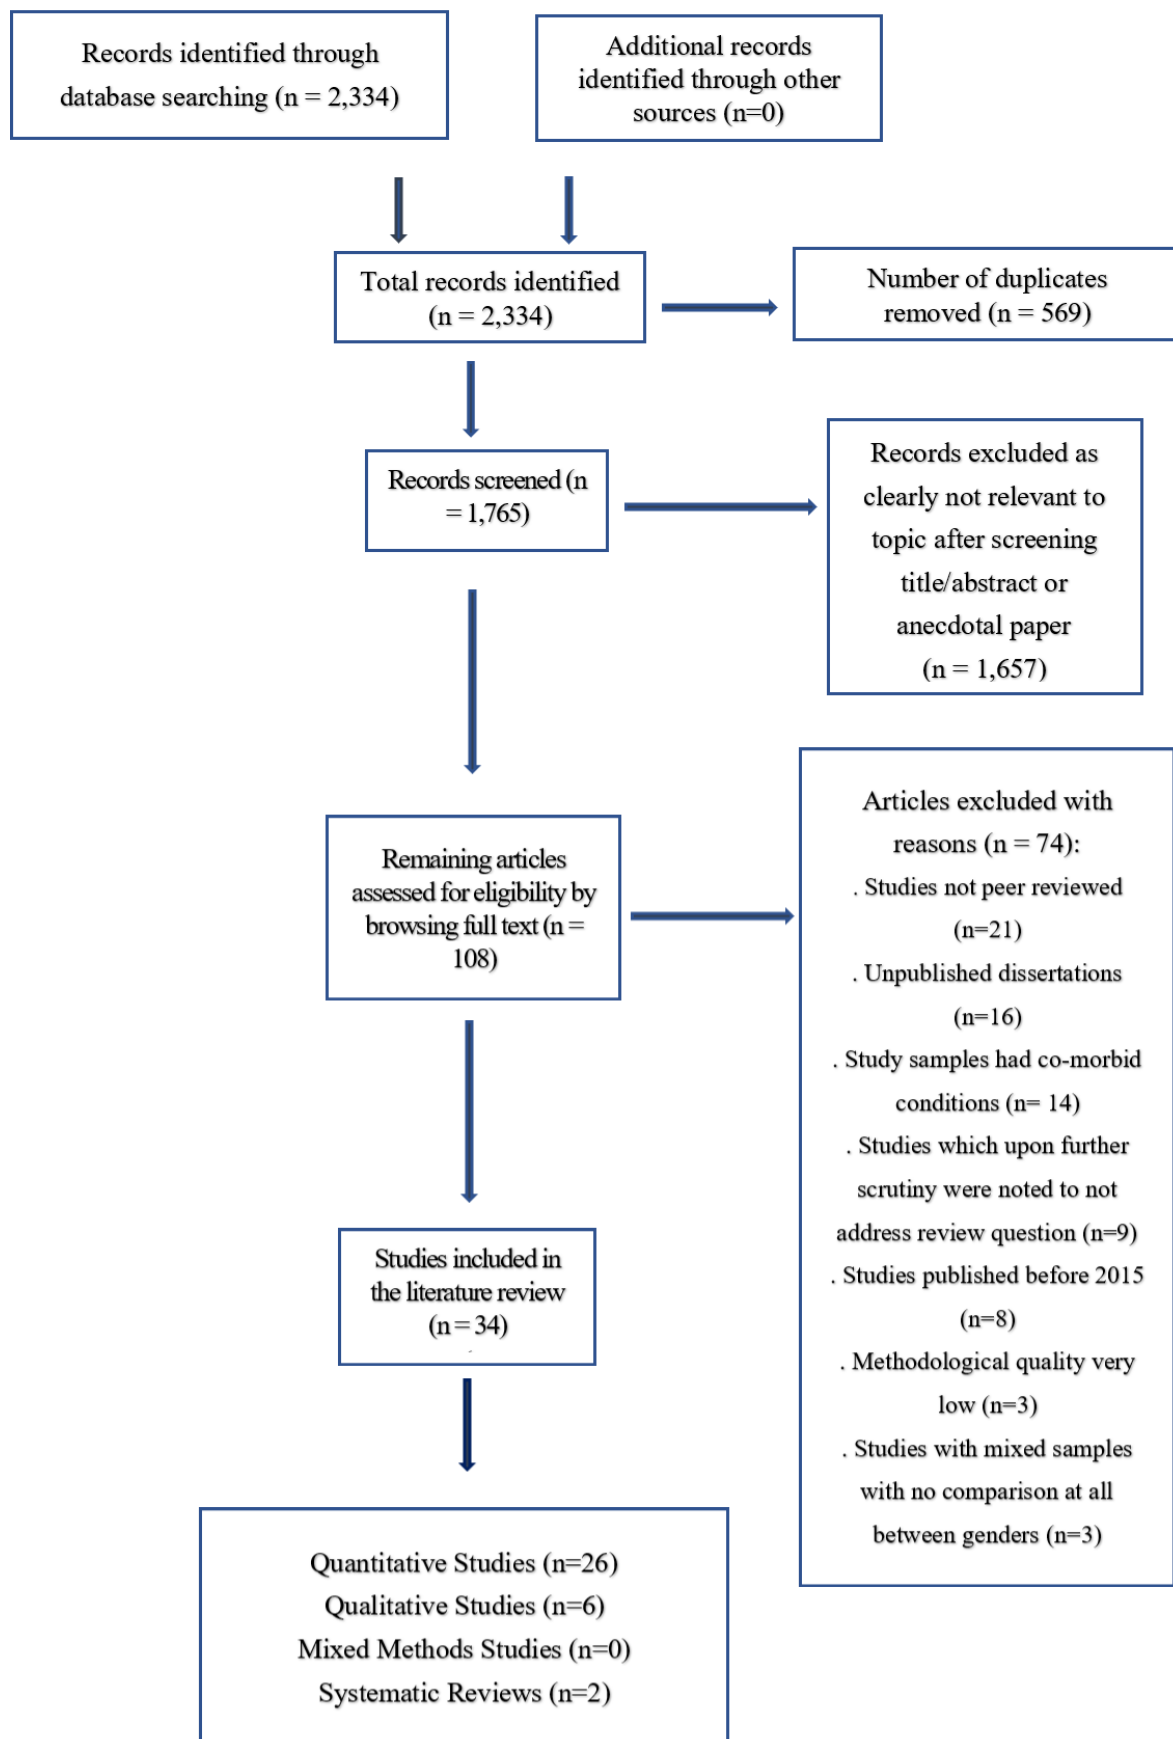 Records identified through
database searching (n = 2,334)
Additional records
identified through other
sources (n=0)
Total records identified
(n = 2,334)
Number of duplicates
removed (n = 569)
Records screened (n
= 1,765)
Records excluded as
clearly not relevant to
topic after screening
title/abstract or
anecdotal paper
(n = 1,657)
Remaining articles
assessed for eligibility by
browsing full text (n =
108)
Articles excluded with
reasons (n = 74):
. Studies not peer reviewed
(n=21)
. Unpublished dissertations
(n=16)
. Study samples had co-morbid
conditions (n= 14)
. Studies which upon further
scrutiny were noted to not
address review question (n=9)
. Studies published before 2015
(n=8)
. Methodological quality very
low (n=3)
. Studies with mixed samples
with no comparison at all
between genders (n=3)
Studies included in
the literature review
(n = 34)
Quantitative Studies (n=26)
Qualitative Studies (n=6)
Mixed Methods Studies (n=0)
Systematic Reviews (n=2)